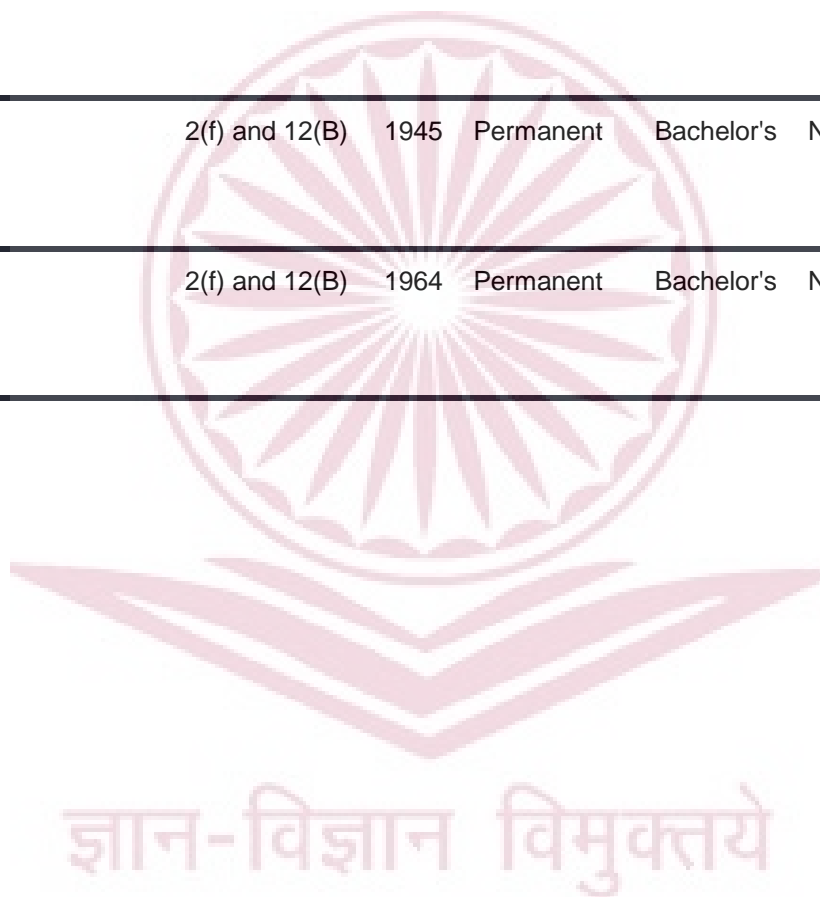 2(f) and 12(B) 1945 Permanent Bachelor's N
2(f) and 12(B) 1964 Permanent Bachelor's N
ज्ञान-विज्ञान विमुक्तये